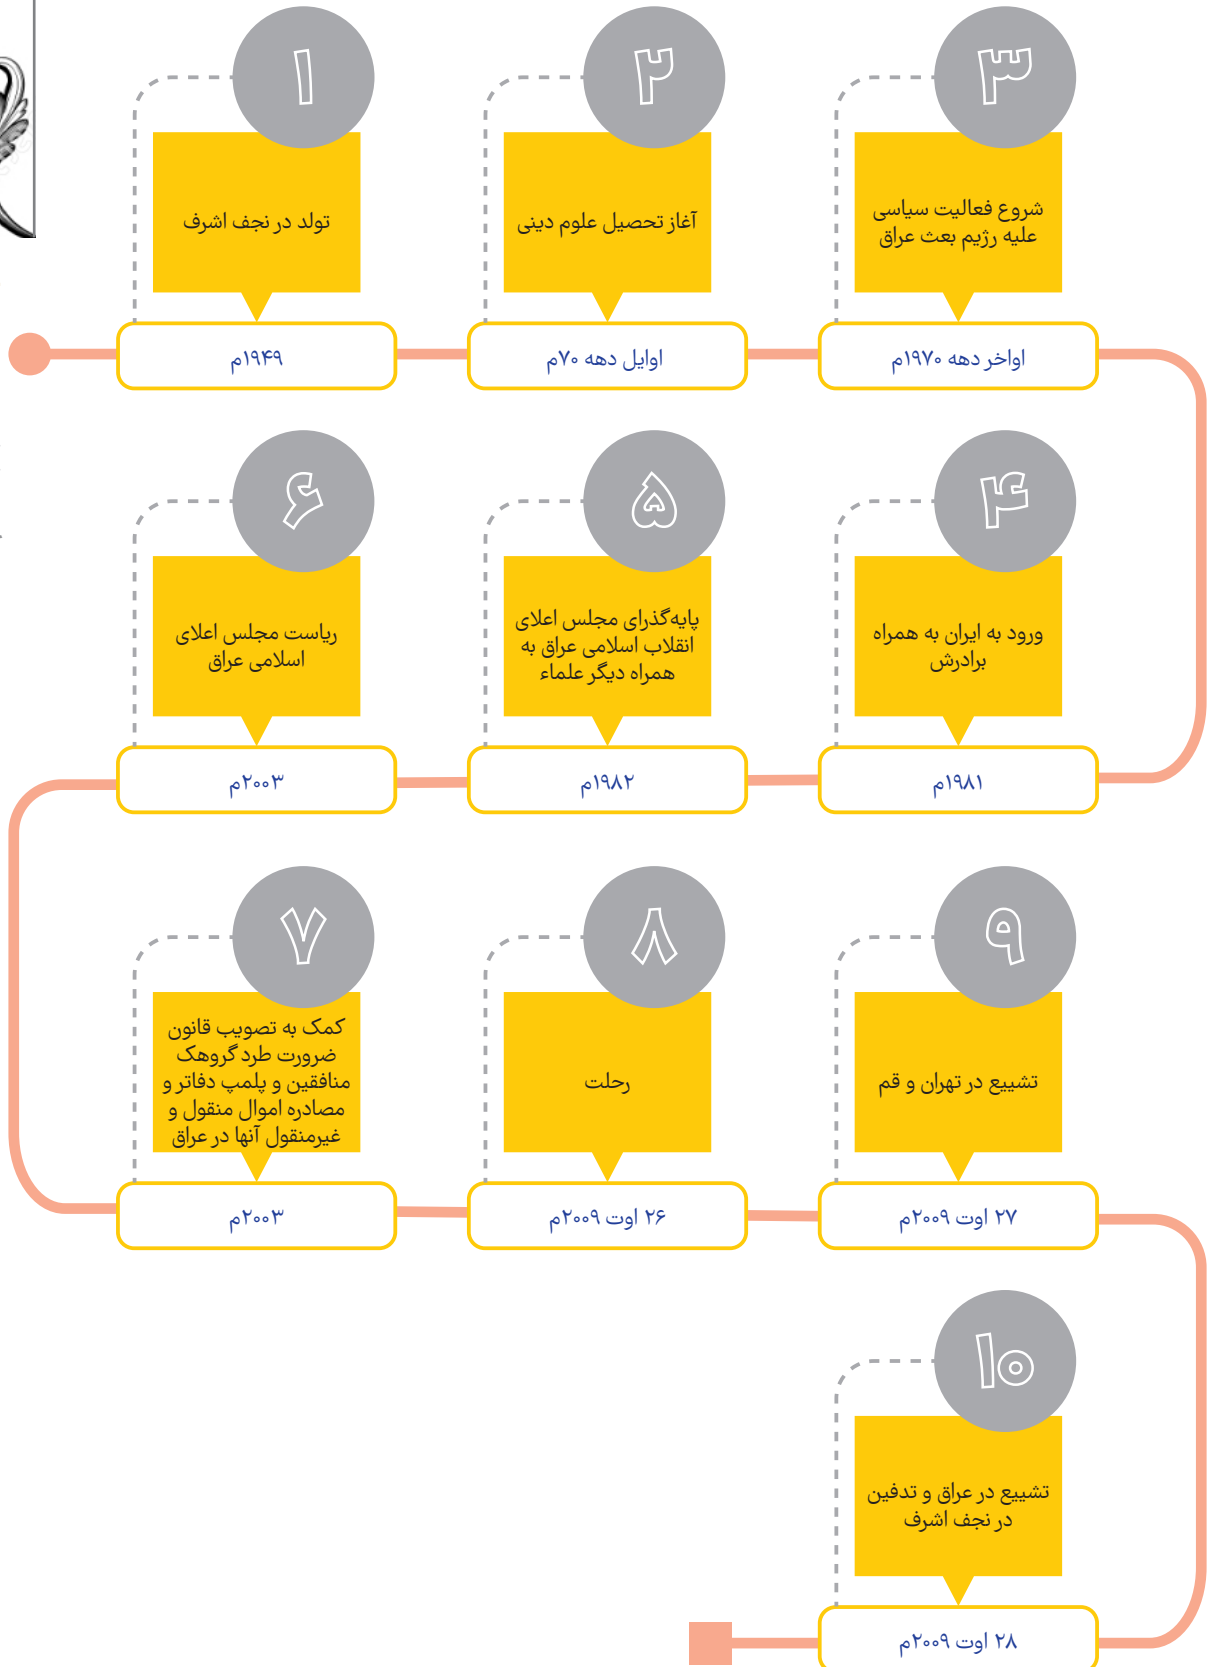 ۱
تولد در نجف اشرف
۱۹۴۹م
۲
آغاز تحصیل علوم دینی
اوایل دهه ۷۰م
۳
شروع فعالیت سیاسی
علیه رژیم بعث عراق
اواخر دهه ۱۹۷۰م
۴
ورود به ایران به همراه
برادرش
۱۹۸۱م
۵
پایه‌گذرای مجلس اعلای
انقلاب اسلامی عراق به
همراه دیگر علماء
۱۹۸۲م
۶
ریاست مجلس اعلای
اسلامی عراق
۲۰۰۳م
۷
کمک به تصویب قانون
ضرورت طرد گروهک
منافقین و پلمپ دفاتر و
مصادره اموال منقول و
غیرمنقول آنها در عراق
۲۰۰۳م
۸
رحلت
۲۶ اوت ۲۰۰۹م
۹
تشییع در تهران و قم
۲۷ اوت ۲۰۰۹م
۱۰
تشییع در عراق و تدفین
در نجف اشرف
۲۸ اوت ۲۰۰۹م